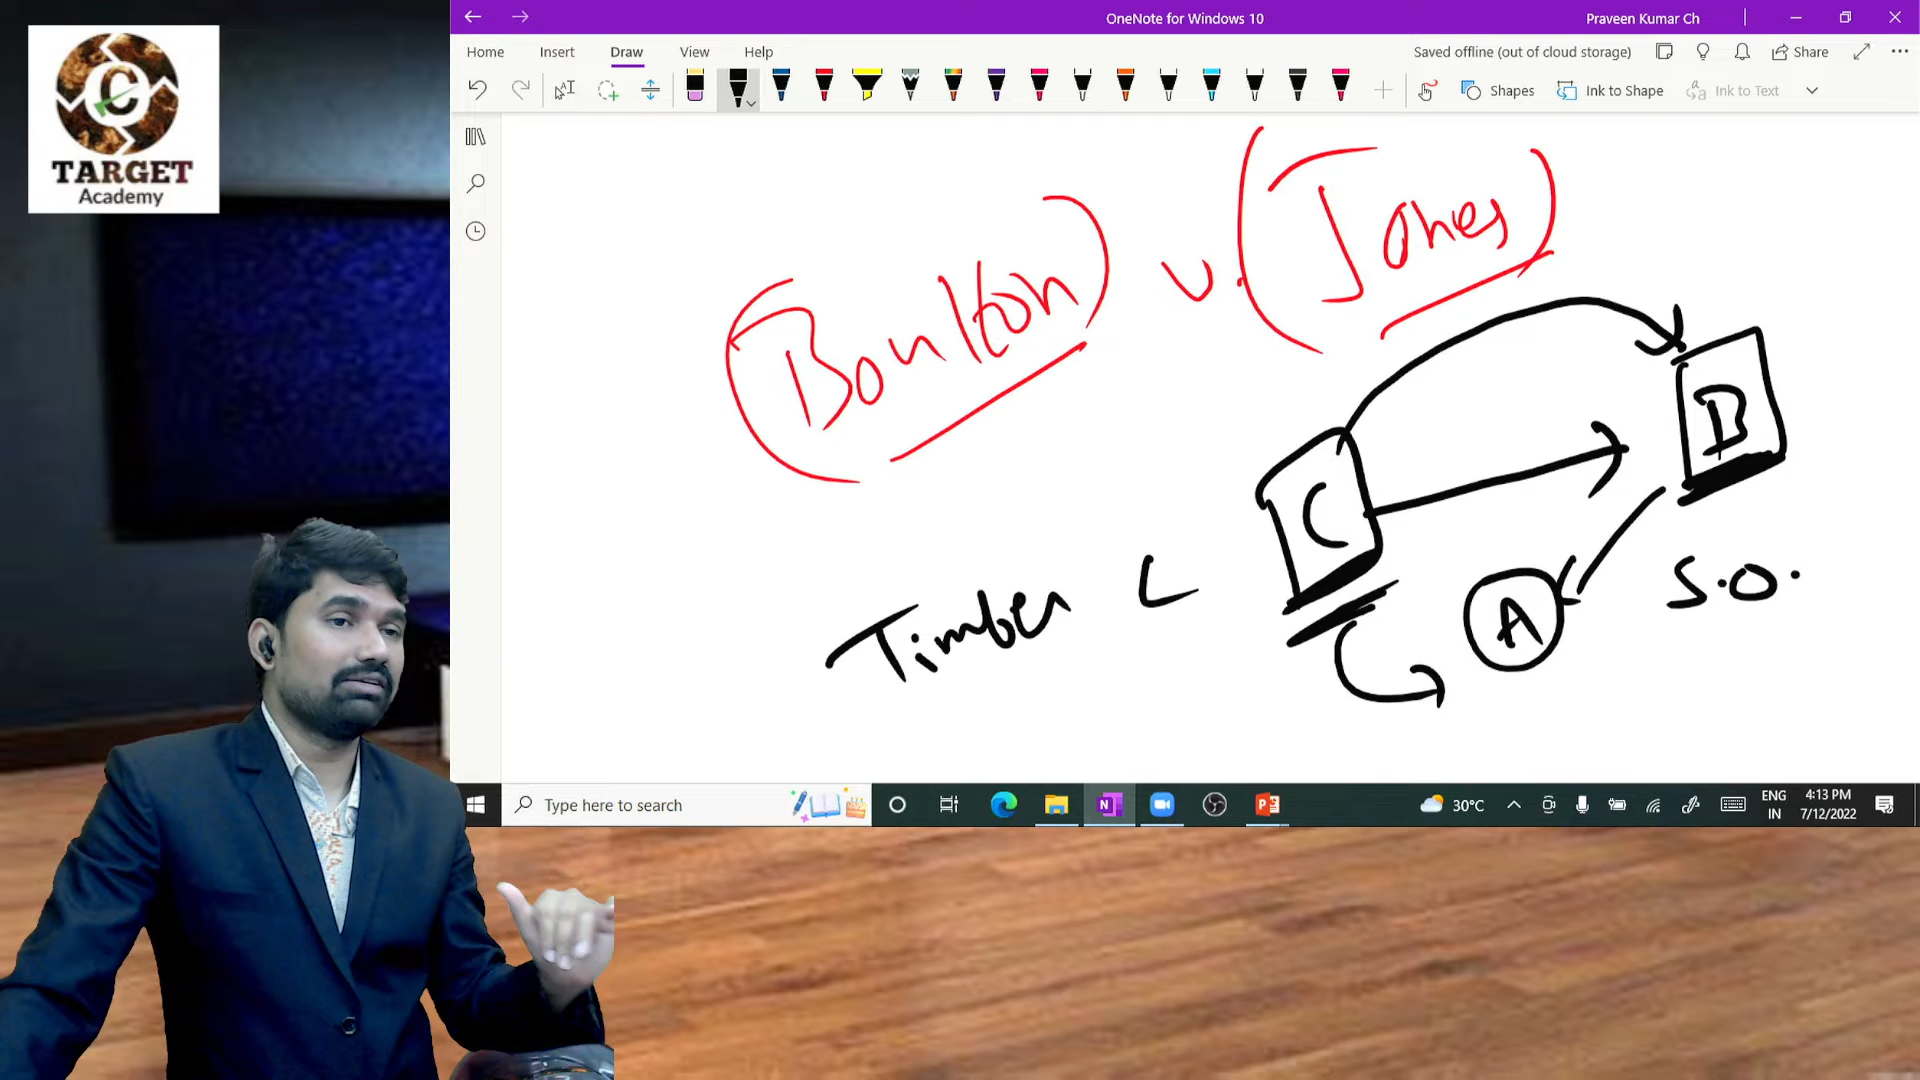 C
TARGET
Academy
OneNote for Windows 10
Praveen Kumar Ch
Home Insert Draw View Help
Saved offline (out of cloud storage)
Share
Shapes
Ink to Shape
Ink to Text
Boulton v. Jones
Timber C
C
B
A
S.O.
Type here to search
30°C
ENG
IN
4:13 PM
7/12/2022